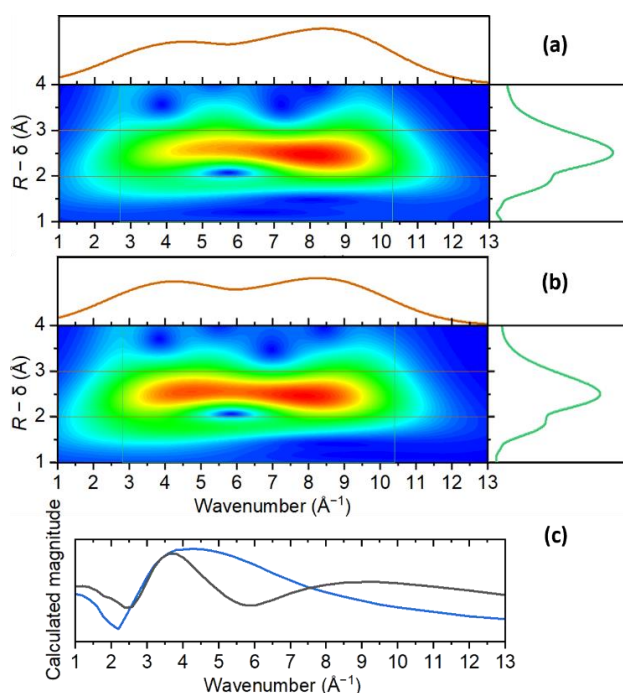 (a)
4
3
2
1
R − δ (Å)
1 2 3 4 5 6 7 8 9 10 11 12 13
(b)
4
3
2
1
R − δ (Å)
1 2 3 4 5 6 7 8 9 10 11 12 13
Wavenumber (Å⁻¹)
(c)
Calculated magnitude
1 2 3 4 5 6 7 8 9 10 11 12 13
Wavenumber (Å⁻¹)